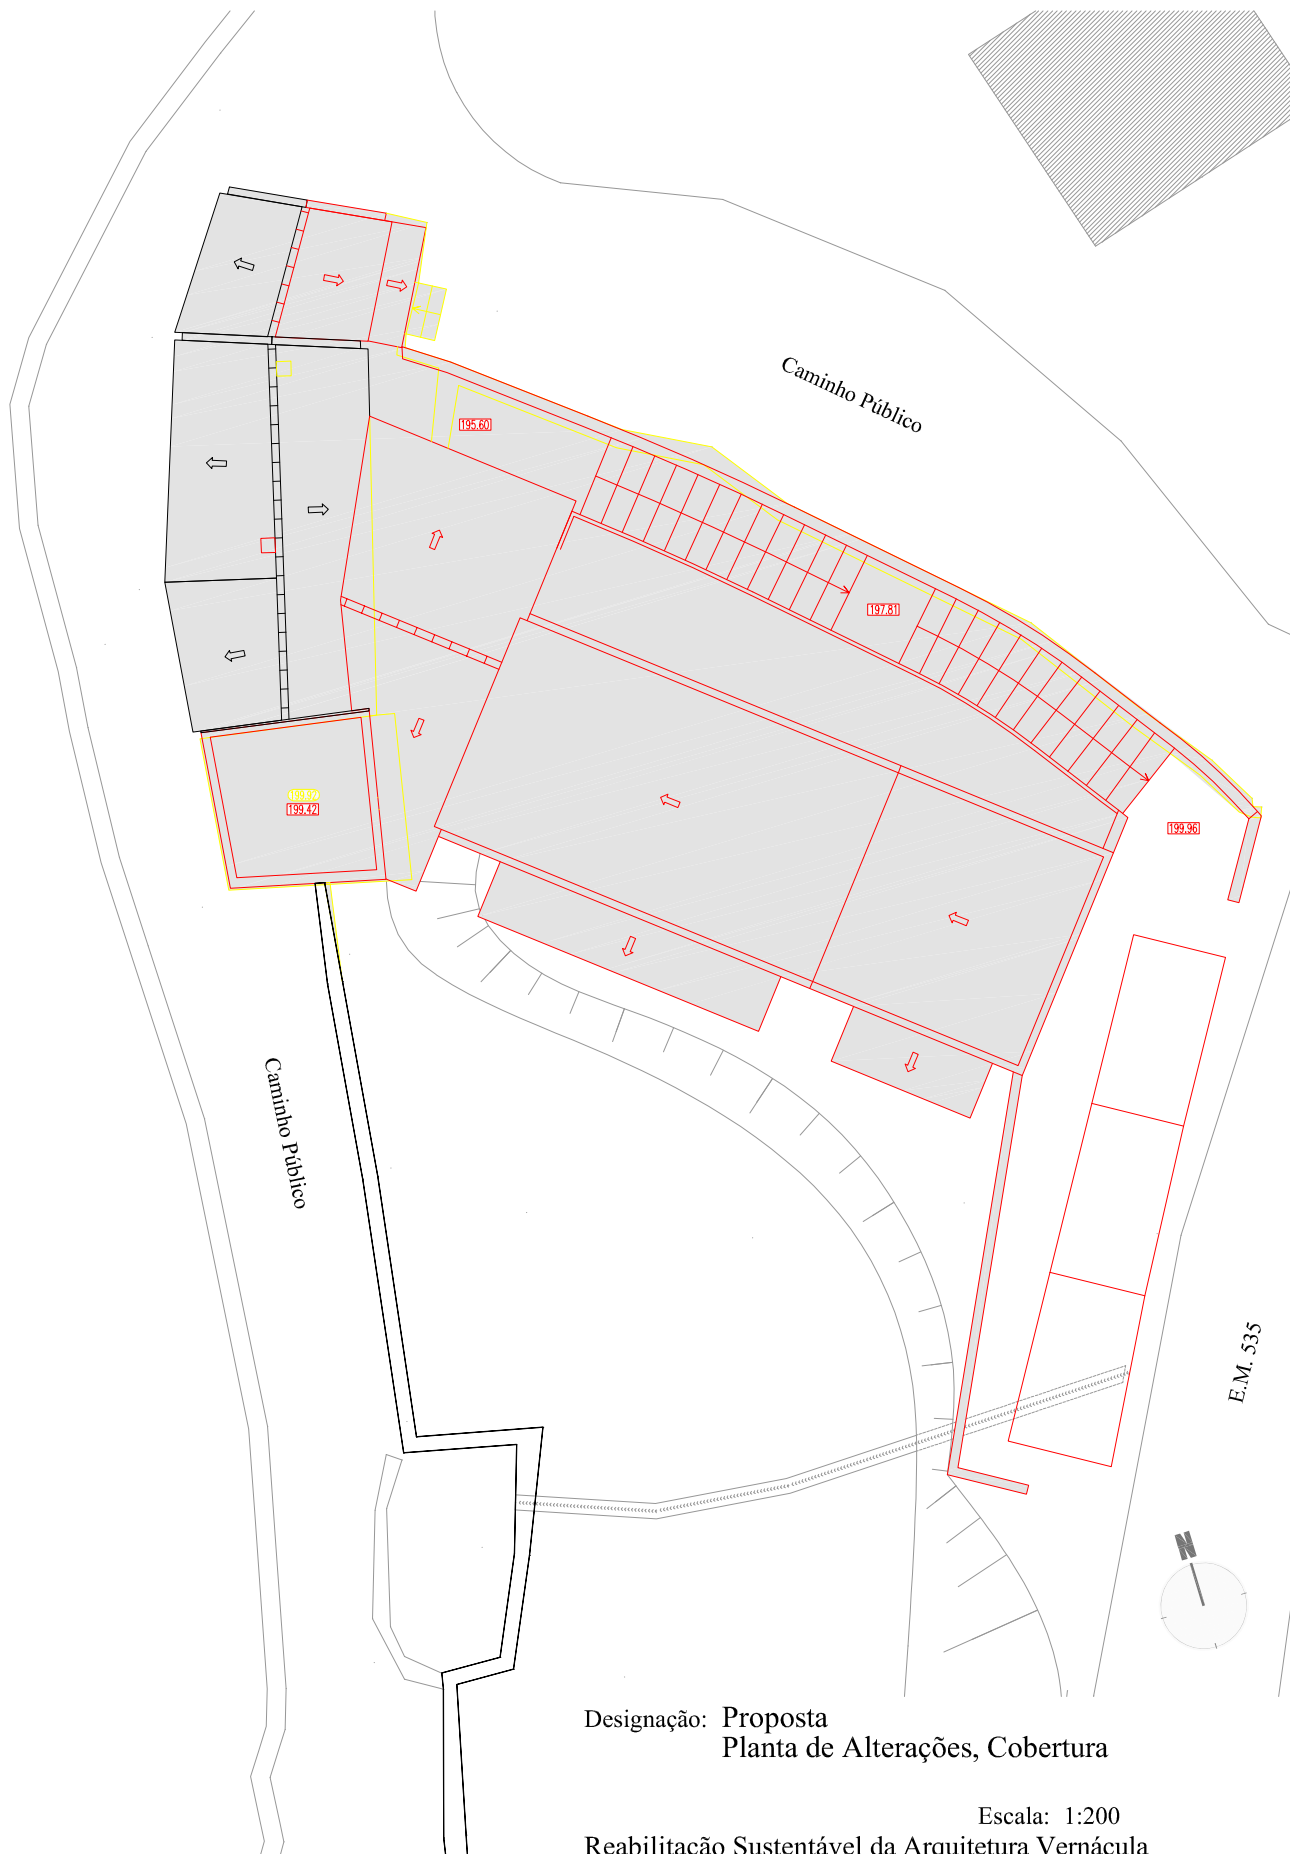 Caminho Público
195.60
197.81
199.42
199.96
Caminho Público
E.M. 535
N
Designação: Proposta
Planta de Alterações, Cobertura
Escala: 1:200
Reabilitação Sustentável da Arquitetura Vernácula